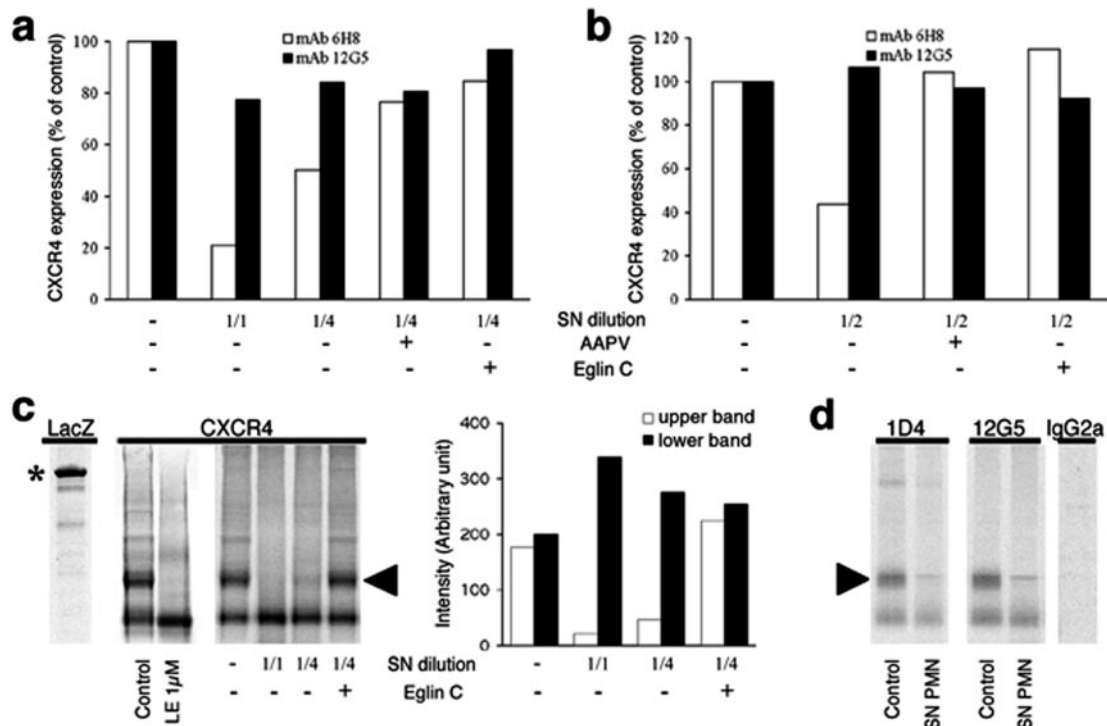 a
CXCR4 expression (% of control)
100
80
60
40
20
0
mAb 6H8
mAb 12G5
- 1/1 1/4 1/4 1/4
- - - + -
- - - - +
b
CXCR4 expression (% of control)
120
100
80
60
40
20
0
mAb 6H8
mAb 12G5
SN dilution - 1/2 1/2 1/2
AAPV - - + -
Eglin C - - - +
c
LacZ
CXCR4
*
Control
LE 1µM
- 1/1 1/4 1/4
- - - +
Intensity (Arbitrary unit)
400
300
200
100
0
upper band
lower band
SN dilution - 1/1 1/4 1/4
Eglin C - - - +
d
1D4
12G5
IgG2a
Control
SN PMN
Control
SN PMN